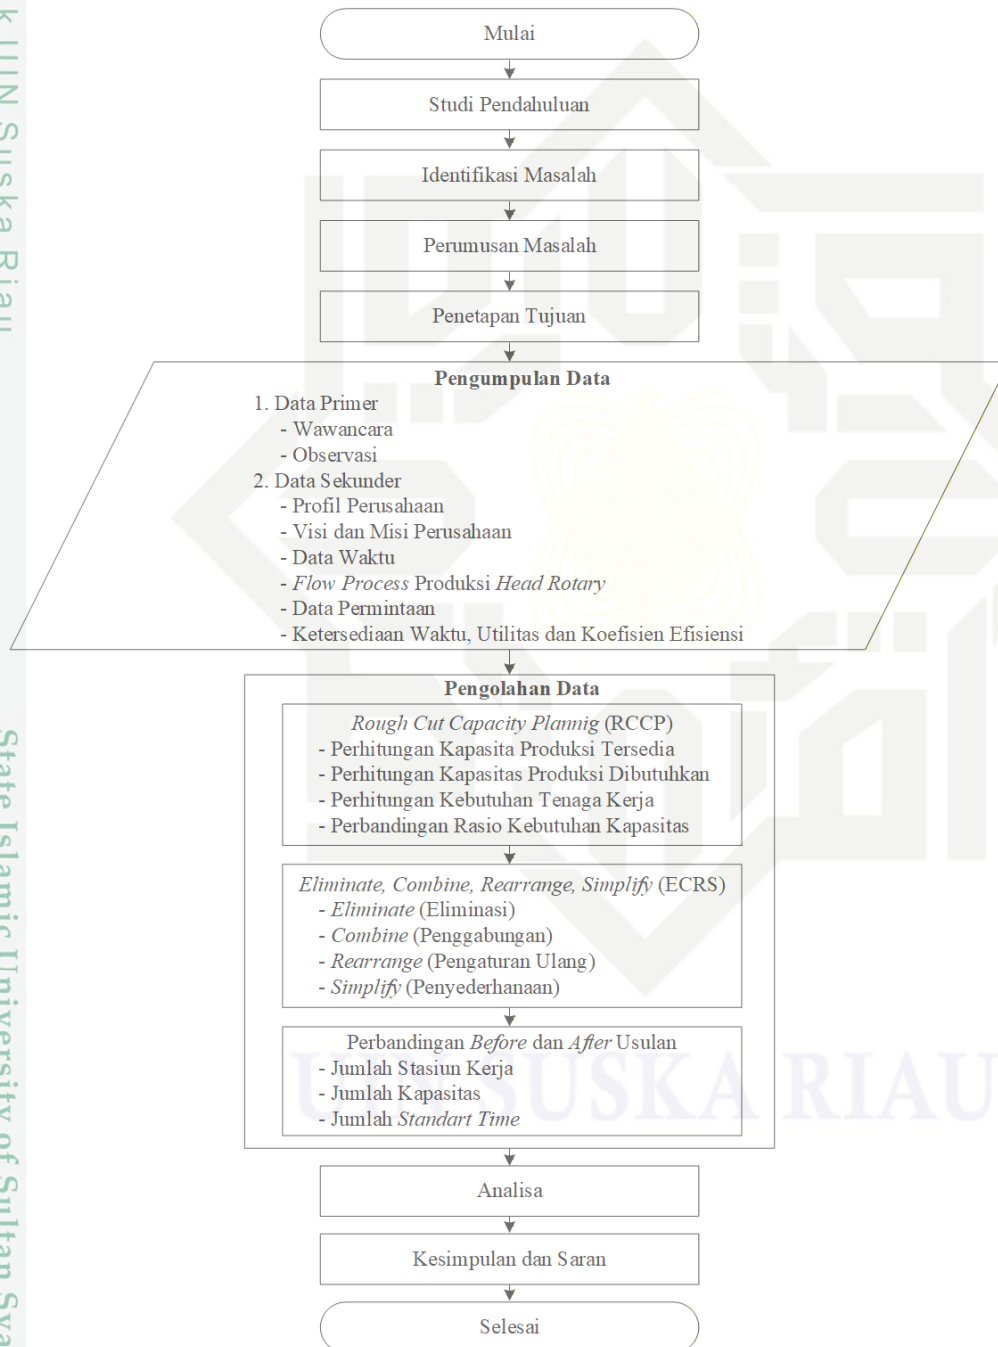 Mulai
Studi Pendahuluan
Identifikasi Masalah
Perumusan Masalah
Penetapan Tujuan
Pengumpulan Data
1. Data Primer
- Wawancara
- Observasi
2. Data Sekunder
- Profil Perusahaan
- Visi dan Misi Perusahaan
- Data Waktu
- Flow Process Produksi Head Rotary
- Data Permintaan
- Ketersediaan Waktu, Utilitas dan Koefisien Efisiensi
Pengolahan Data
Rough Cut Capacity Plannig (RCCP)
- Perhitungan Kapasita Produksi Tersedia
- Perhitungan Kapasitas Produksi Dibutuhkan
- Perhitungan Kebutuhan Tenaga Kerja
- Perbandingan Rasio Kebutuhan Kapasitas
Eliminate, Combine, Rearrange, Simplify (ECRS)
- Eliminate (Eliminasi)
- Combine (Penggabungan)
- Rearrange (Pengaturan Ulang)
- Simplify (Penyederhanaan)
Perbandingan Before dan After Usulan
- Jumlah Stasiun Kerja
- Jumlah Kapasitas
- Jumlah Standart Time
Analisa
Kesimpulan dan Saran
Selesai
UIN SUSKA RIAU
k UIN Suska Riau
State Islamic University of Sultan Sya